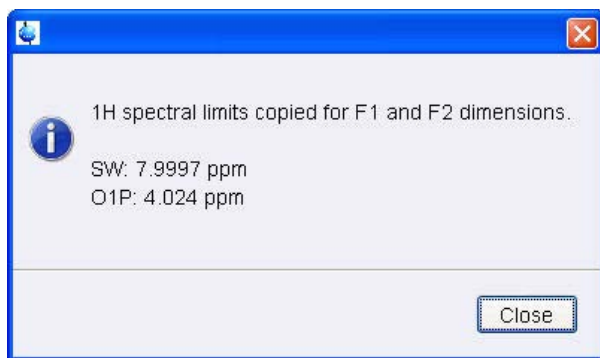 1H spectral limits copied for F1 and F2 dimensions.
SW: 7.9997 ppm
O1P: 4.024 ppm
Close